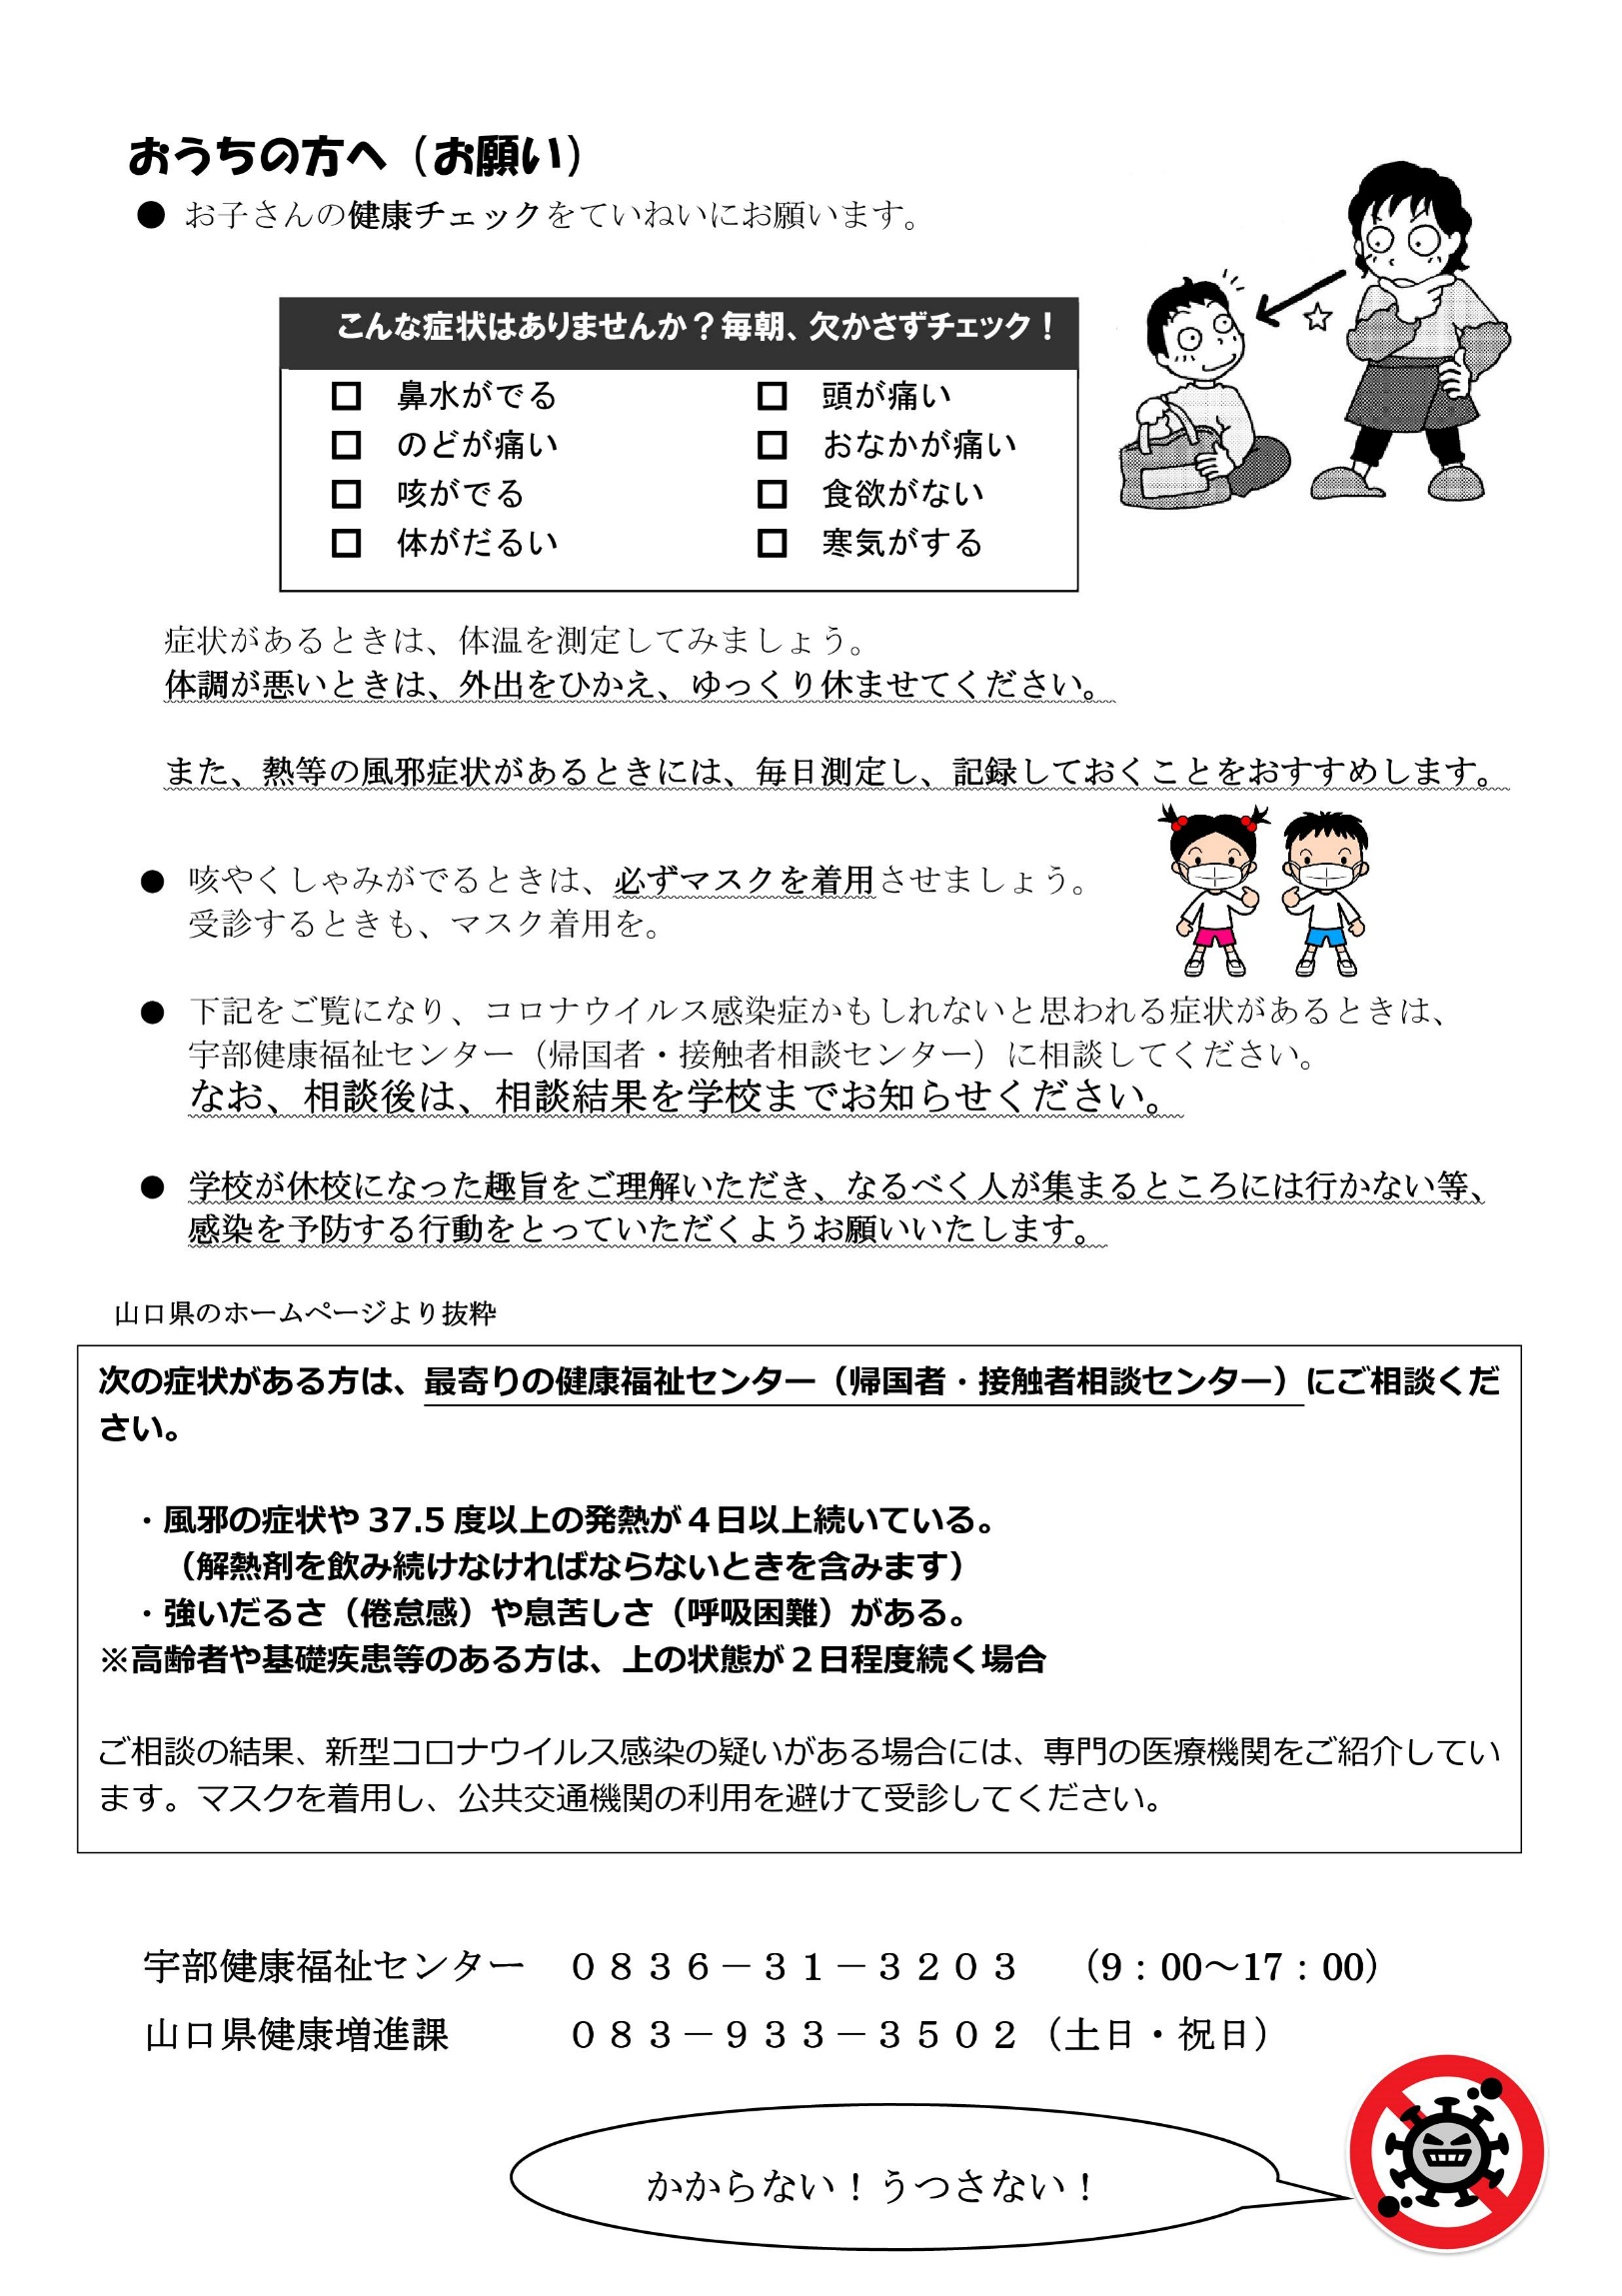 おうちの方へ（お願い）
● お子さんの健康チェックをていねいにお願います。
こんな症状はありませんか？毎朝、欠かさずチェック！
□ 鼻水がでる □ 頭が痛い
□ のどが痛い □ おなかが痛い
□ 咳がでる □ 食欲がない
□ 体がだるい □ 寒気がする
症状があるときは、体温を測定してみましょう。
体調が悪いときは、外出をひかえ、ゆっくり休ませてください。
また、熱等の風邪症状があるときには、毎日測定し、記録しておくことをおすすめします。
● 咳やくしゃみがでるときは、必ずマスクを着用させましょう。
受診するときも、マスク着用を。
● 下記をご覧になり、コロナウイルス感染症かもしれないと思われる症状があるときは、
宇部健康福祉センター（帰国者・接触者相談センター）に相談してください。
なお、相談後は、相談結果を学校までお知らせください。
● 学校が休校になった趣旨をご理解いただき、なるべく人が集まるところには行かない等、
感染を予防する行動をとっていただくようお願いいたします。
山口県のホームページより抜粋
次の症状がある方は、最寄りの健康福祉センター（帰国者・接触者相談センター）にご相談くだ
さい。
・風邪の症状や 37.5 度以上の発熱が４日以上続いている。
（解熱剤を飲み続けなければならないときを含みます）
・強いだるさ（倦怠感）や息苦しさ（呼吸困難）がある。
※高齢者や基礎疾患等のある方は、上の状態が２日程度続く場合
ご相談の結果、新型コロナウイルス感染の疑いがある場合には、専門の医療機関をご紹介してい
ます。マスクを着用し、公共交通機関の利用を避けて受診してください。
宇部健康福祉センター ０８３６－３１－３２０３ （9：00～17：00）
山口県健康増進課 ０８３－９３３－３５０２（土日・祝日）
かからない！うつさない！